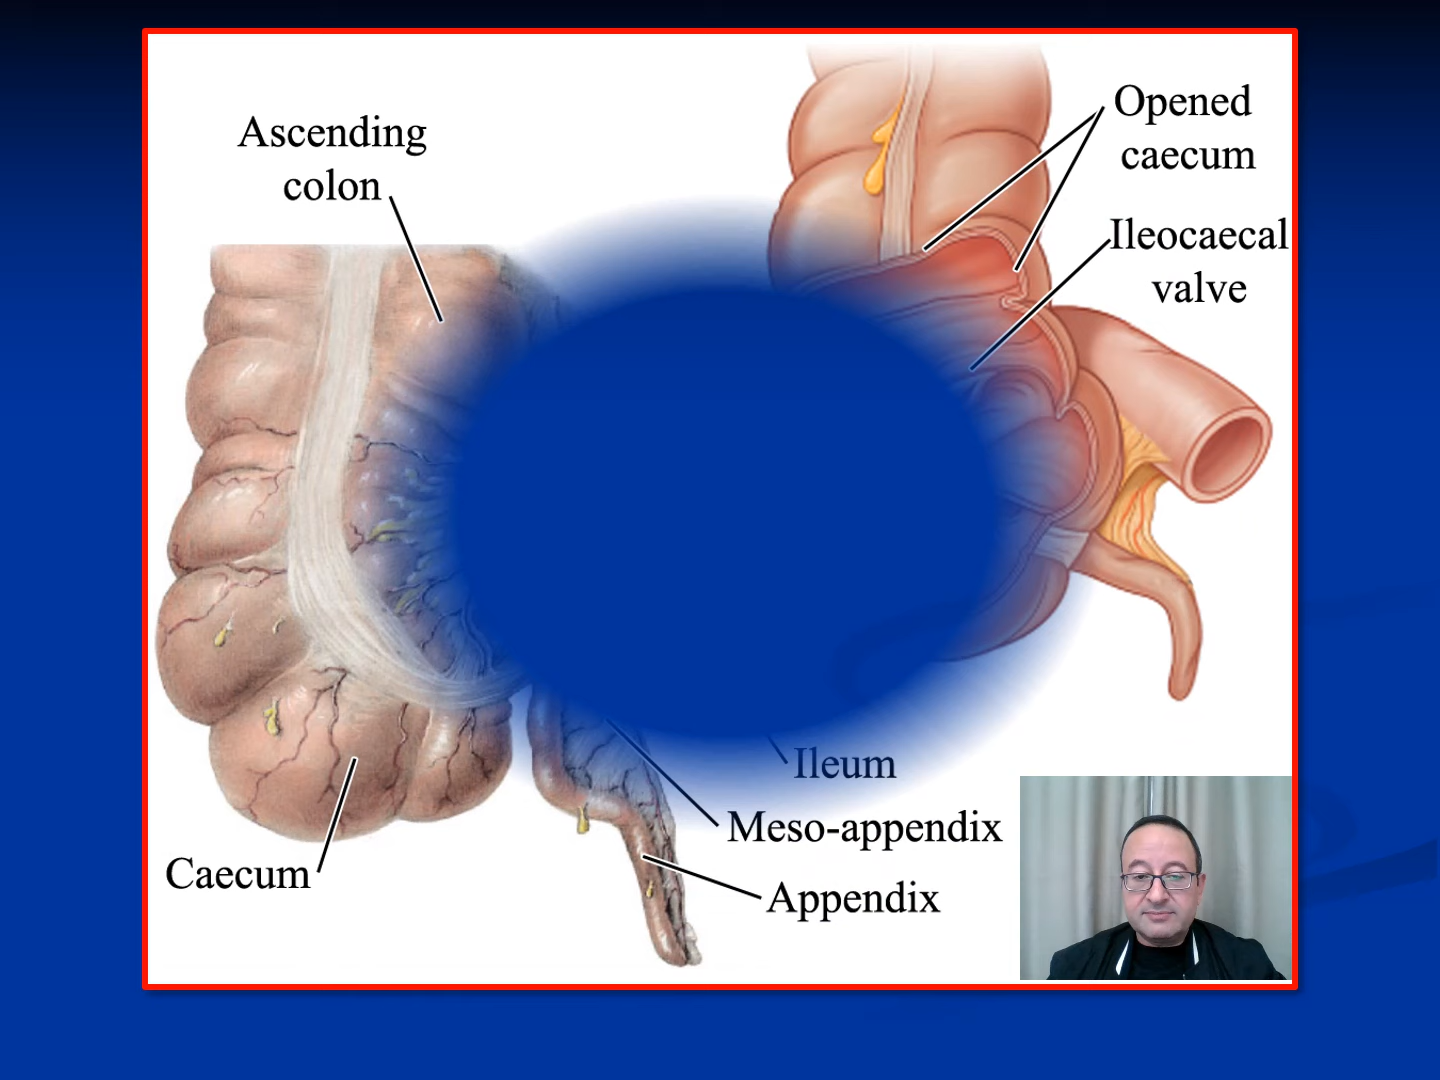 Ascending
colon
Opened
caecum
Ileocaecal
valve
Ileum
Meso-appendix
Appendix
Caecum